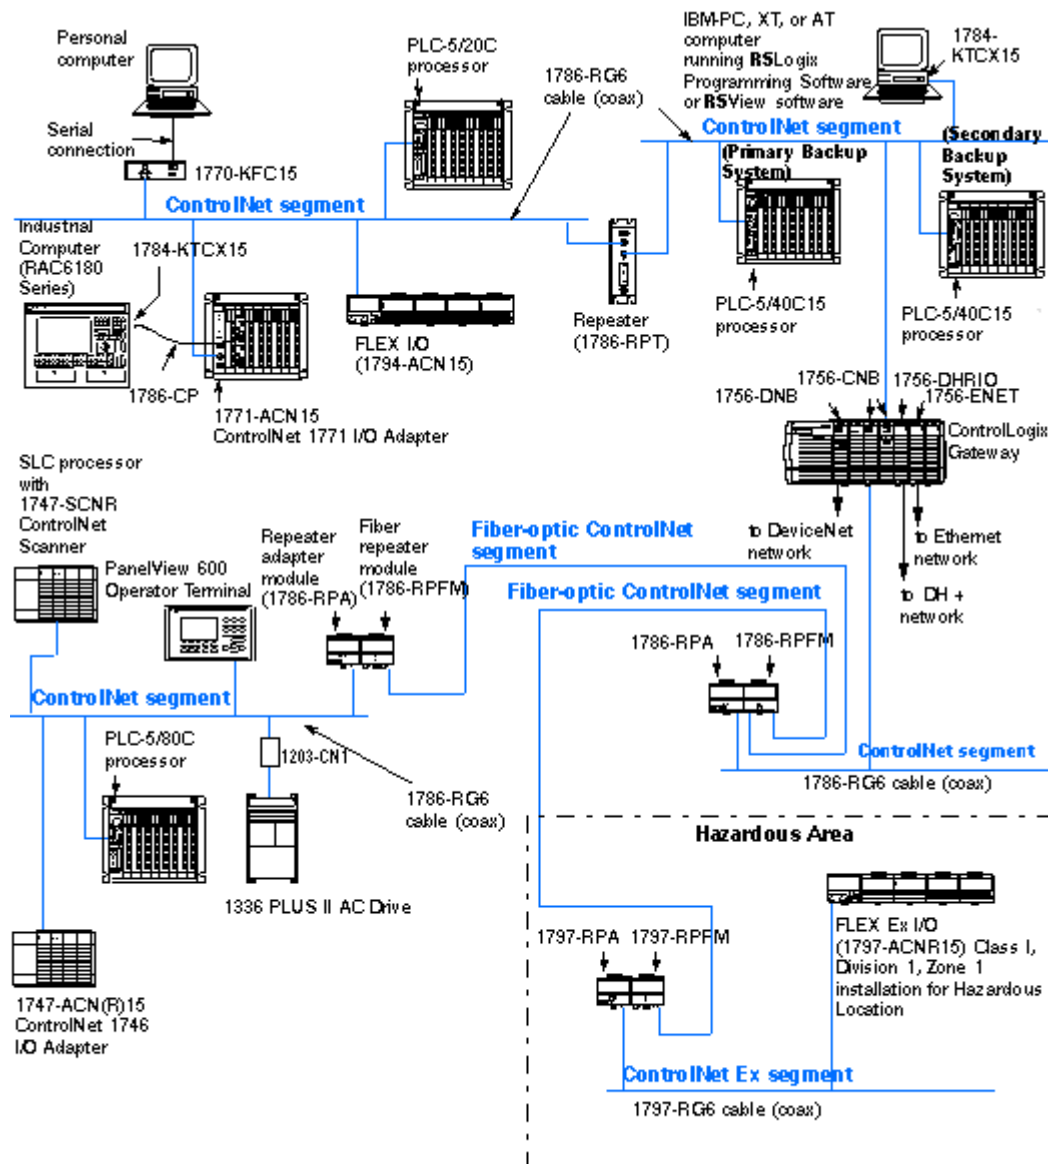 Personal
computer
Serial
connection
1770-KFC15
PLC-5/20C
processor
1786-RG6
cable (coax)
IBM-PC, XT, or AT
computer
running RSLogix
Programming Software
or RSView software
1784-
KTCX15
ControlNet segment
(Primary Backup
System)
(Secondary
Backup
System)
ControlNet segment
Industrial
Computer
(RAC6180
Series)
1784-KTCX15
1786-CP
1771-ACN15
ControlNet 1771 I/O Adapter
FLEX I/O
(1794-ACN15)
Repeater
(1786-RPT)
PLC-5/40C15
processor
PLC-5/40C15
processor
1756-DNB
1756-CNB
1756-DHRIO
1756-ENET
ControlLogix
Gateway
to DeviceNet
network
to Ethernet
network
to DH +
network
SLC processor
with
1747-SCNR
ControlNet
Scanner
PanelView 600
Operator Terminal
Repeater
adapter
module
(1786-RPA)
Fiber
repeater
module
(1786-RPFM)
Fiber-optic ControlNet
segment
Fiber-optic ControlNet segment
1786-RPA
1786-RPFM
ControlNet segment
ControlNet segment
1786-RG6 cable (coax)
PLC-5/80C
processor
1203-CN1
1786-RG6
cable (coax)
1336 PLUS II AC Drive
1747-ACN(R)15
ControlNet 1746
I/O Adapter
Hazardous Area
1797-RPA
1797-RPFM
FLEX Ex I/O
(1797-ACNR15) Class I,
Division 1, Zone 1
installation for Hazardous
Location
ControlNet Ex segment
1797-RG6 cable (coax)